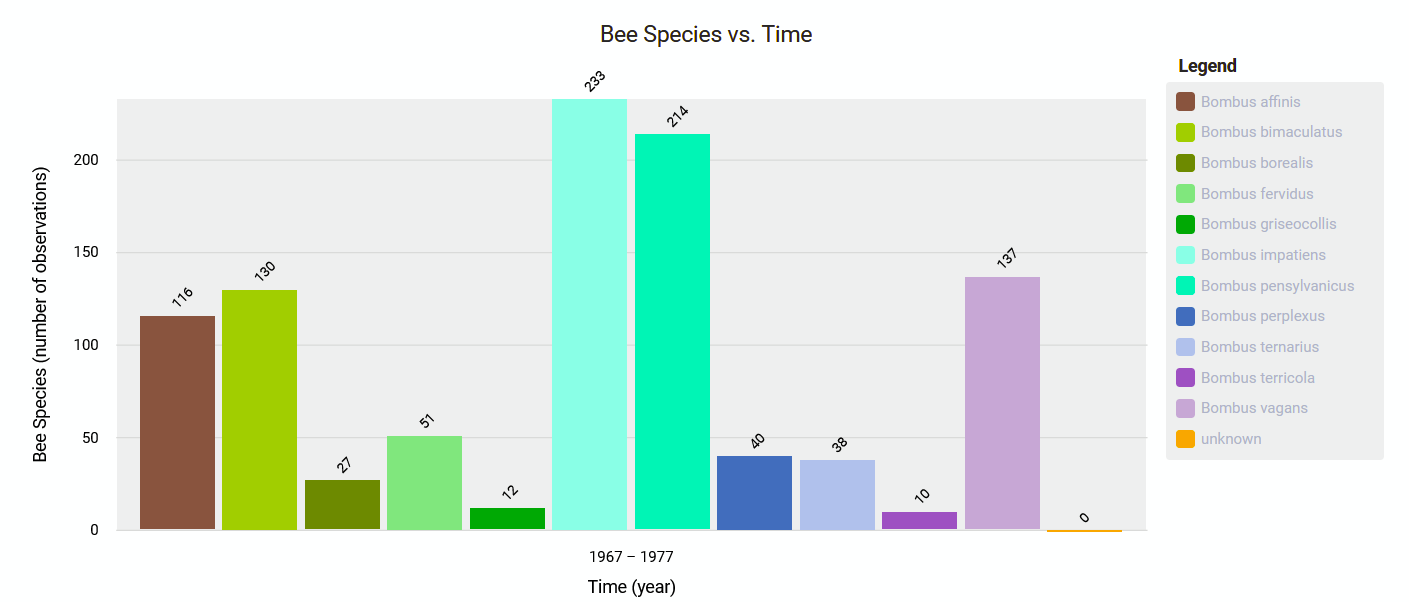 Bee Species vs. Time
Legend
Bombus affinis
Bombus bimaculatus
Bombus borealis
Bombus fervidus
Bombus griseocollis
Bombus impatiens
Bombus pensylvanicus
Bombus perplexus
Bombus ternarius
Bombus terricola
Bombus vagans
unknown
Bee Species (number of observations)
200
150
100
50
0
116
130
27
51
12
233
214
40
38
10
137
0
1967 – 1977
Time (year)